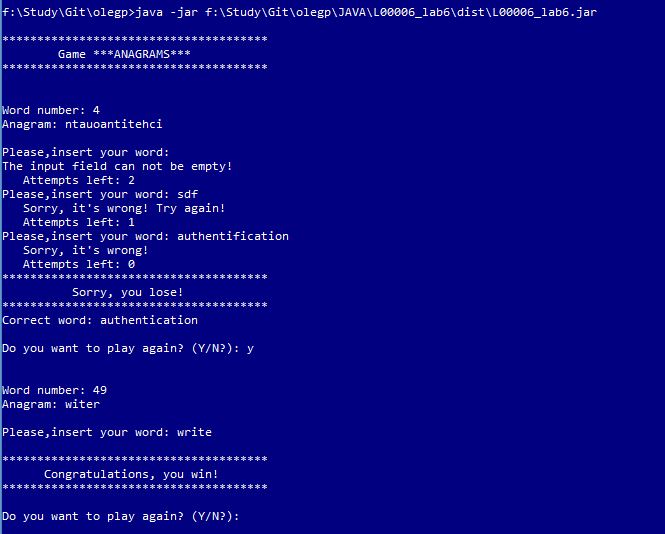 f:\Study\Git\olegp>java -jar f:\Study\Git\olegp\JAVA\L00006_lab6\dist\L00006_lab6.jar
**************************************
Game ***ANAGRAMS***
**************************************
Word number: 4
Anagram: ntauoantitehci
Please,insert your word:
The input field can not be empty!
Attempts left: 2
Please,insert your word: sdf
Sorry, it's wrong! Try again!
Attempts left: 1
Please,insert your word: authentification
Sorry, it's wrong!
Attempts left: 0
**************************************
Sorry, you lose!
**************************************
Correct word: authentication
Do you want to play again? (Y/N?): y
Word number: 49
Anagram: witer
Please,insert your word: write
**************************************
Congratulations, you win!
**************************************
Do you want to play again? (Y/N?):